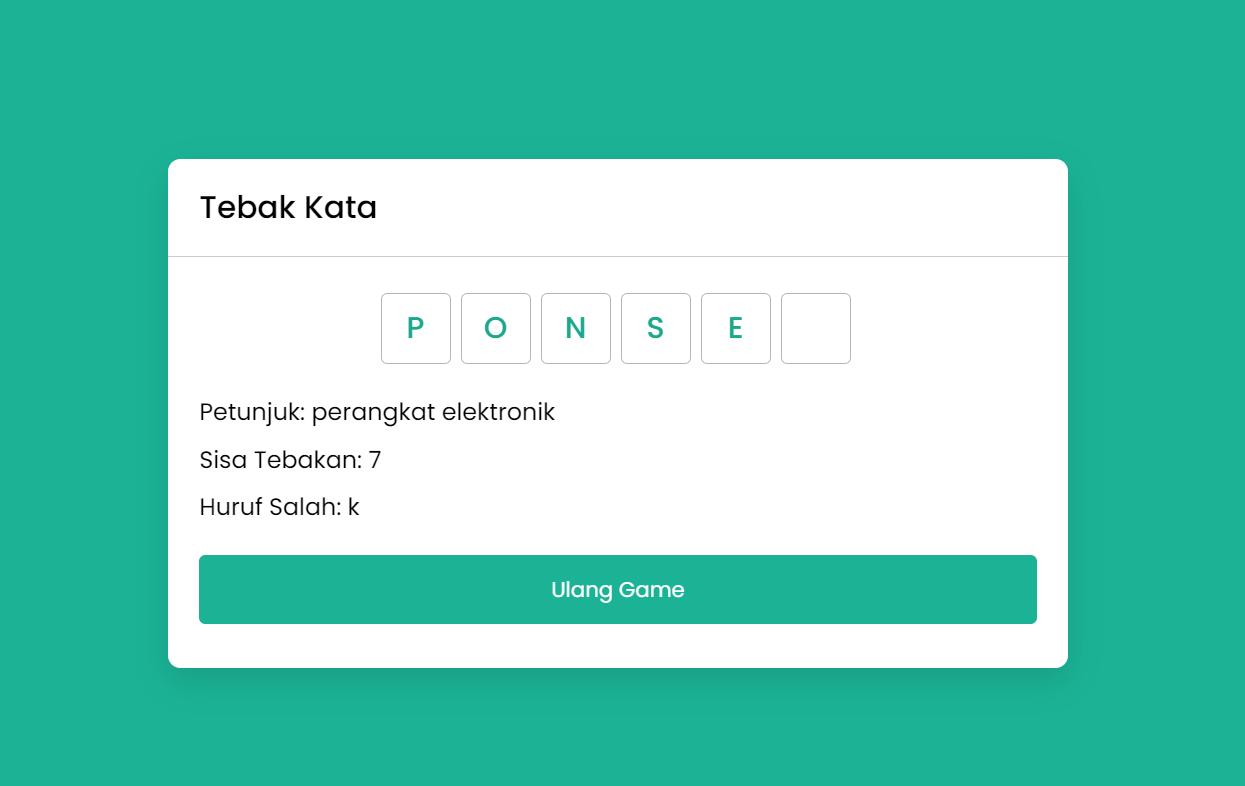 Tebak Kata
P O N S E
Petunjuk: perangkat elektronik
Sisa Tebakan: 7
Huruf Salah: k
Ulang Game